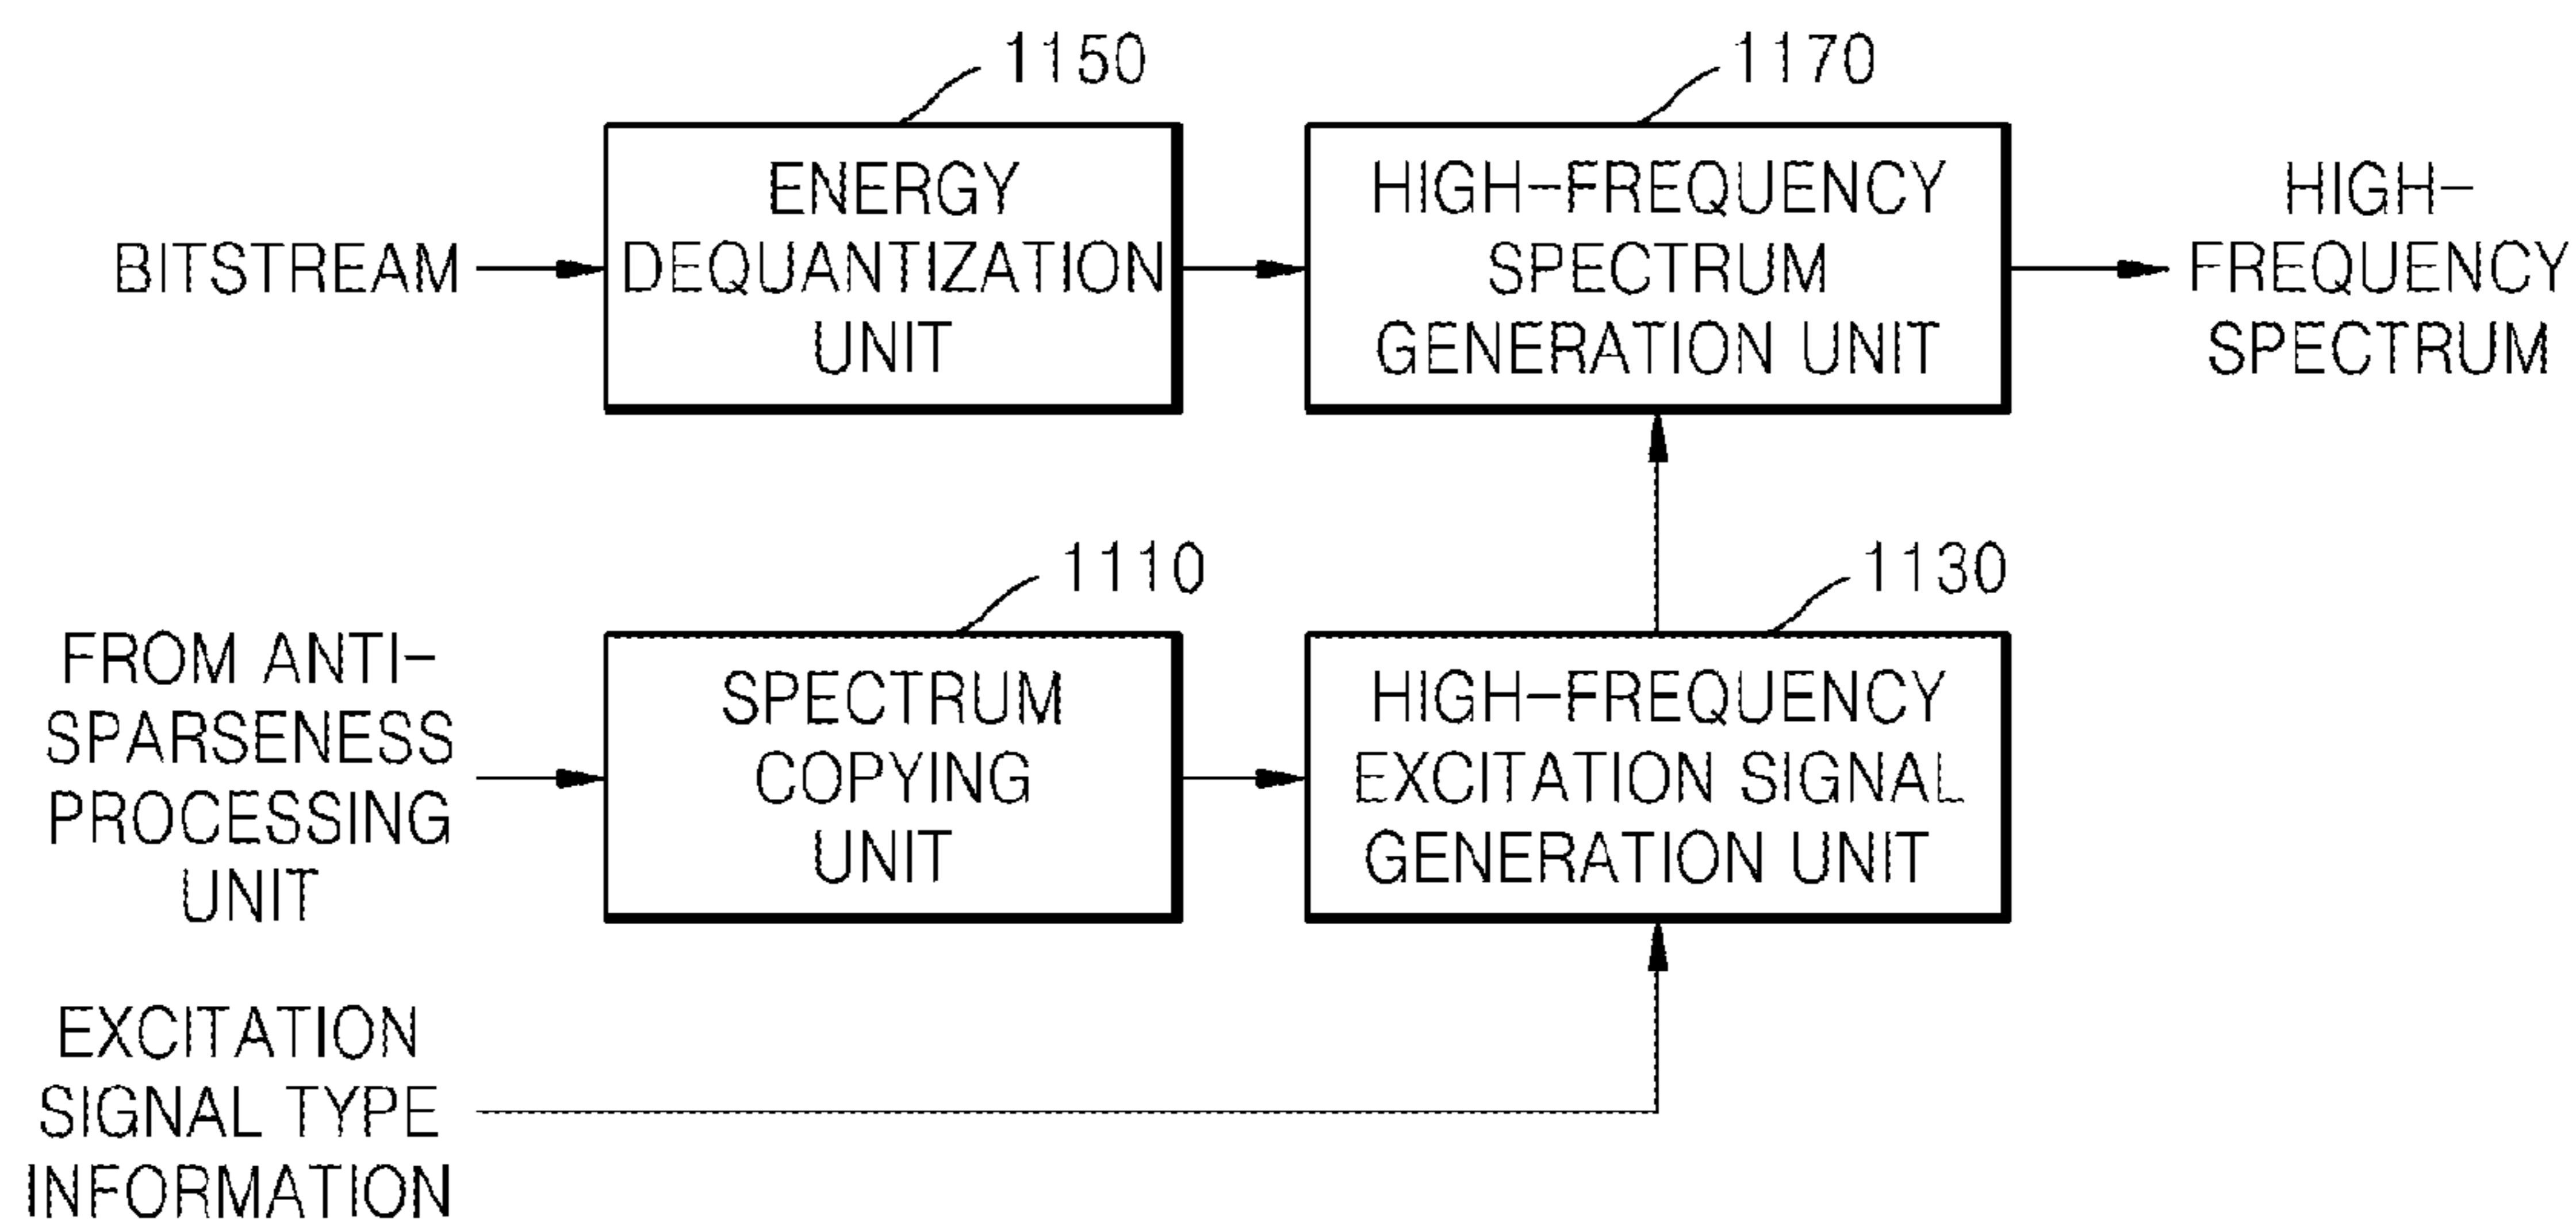 1150
1170
ENERGY
DEQUANTIZATION
UNIT
HIGH-FREQUENCY
SPECTRUM
GENERATION UNIT
BITSTREAM
HIGH-
FREQUENCY
SPECTRUM
1110
1130
FROM ANTI-
SPARSENESS
PROCESSING
UNIT
SPECTRUM
COPYING
UNIT
HIGH-FREQUENCY
EXCITATION SIGNAL
GENERATION UNIT
EXCITATION
SIGNAL TYPE
INFORMATION